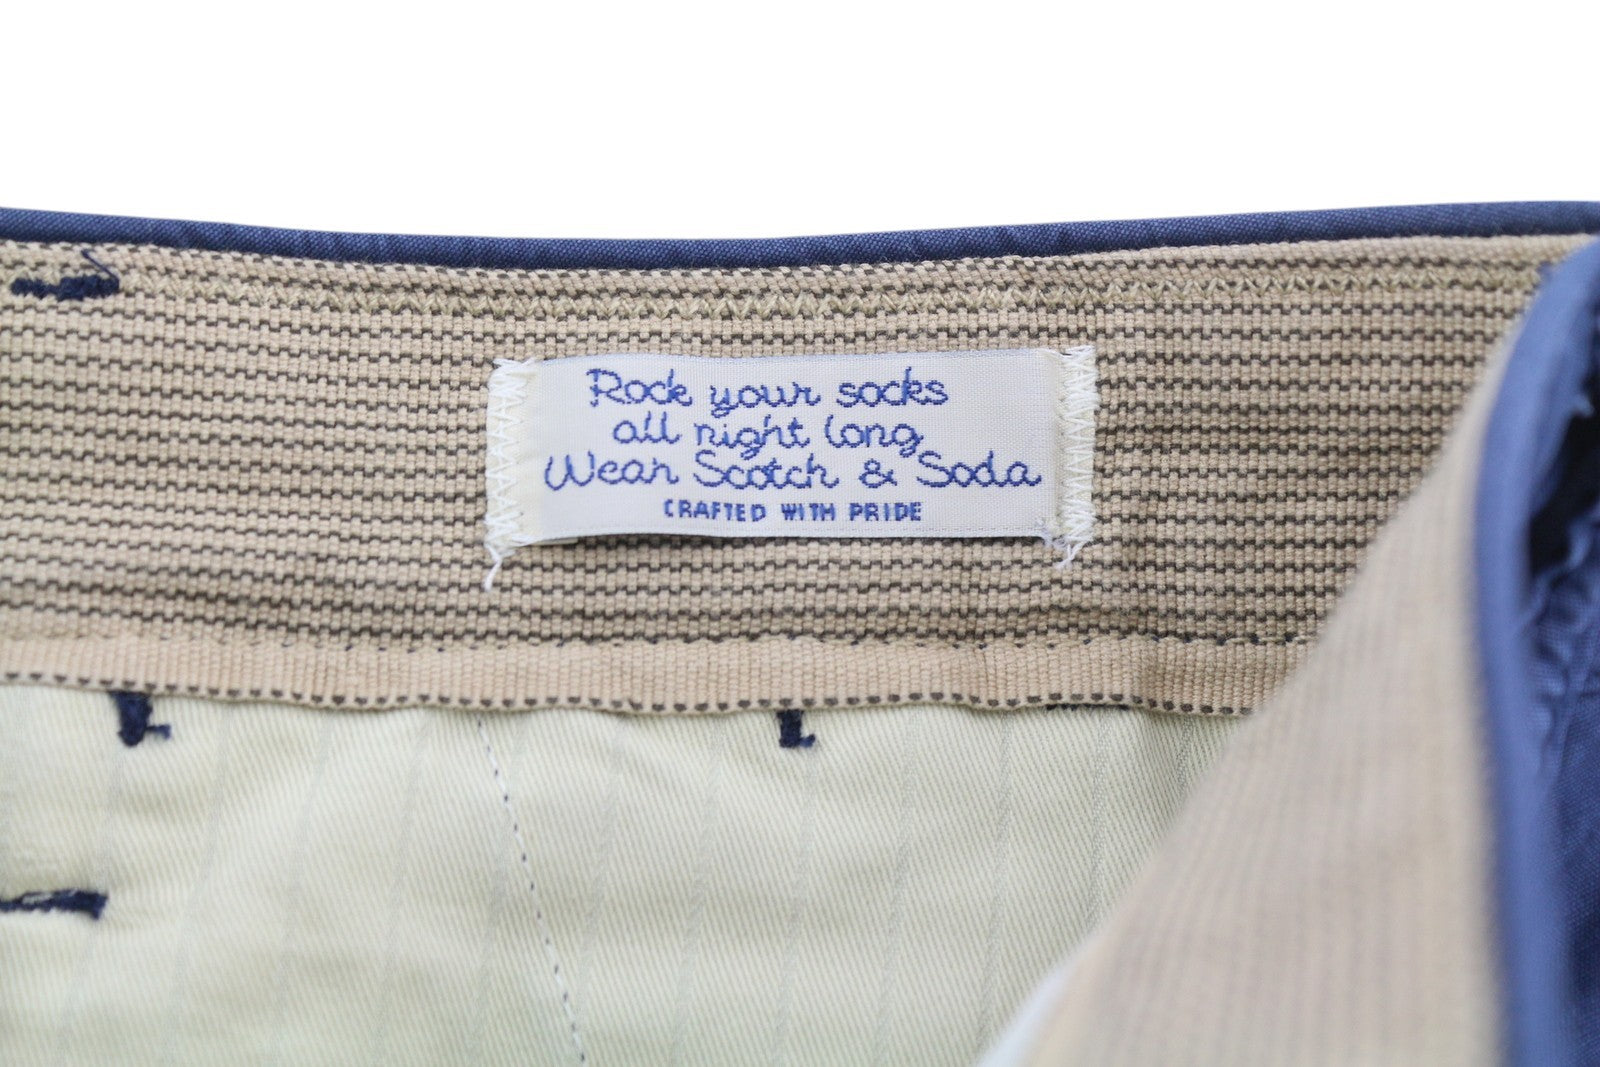 Rock your socks
all night long
Wear Scotch & Soda
CRAFTED WITH PRIDE